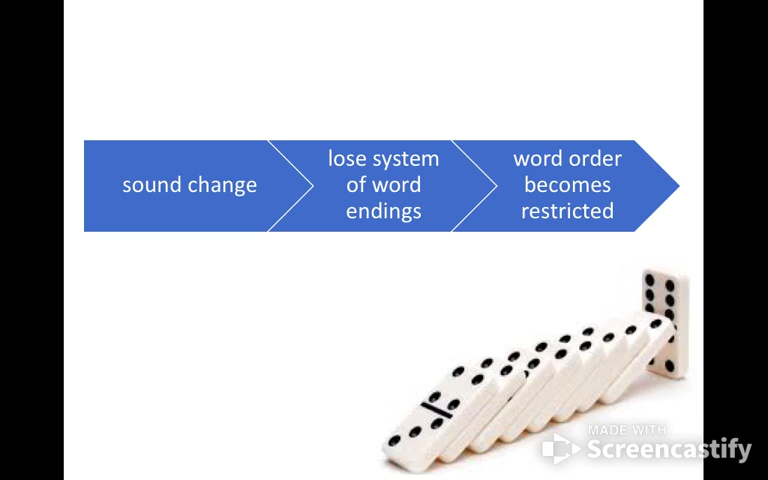 sound change
lose system
of word
endings
word order
becomes
restricted
MADE WITH
Screencastify